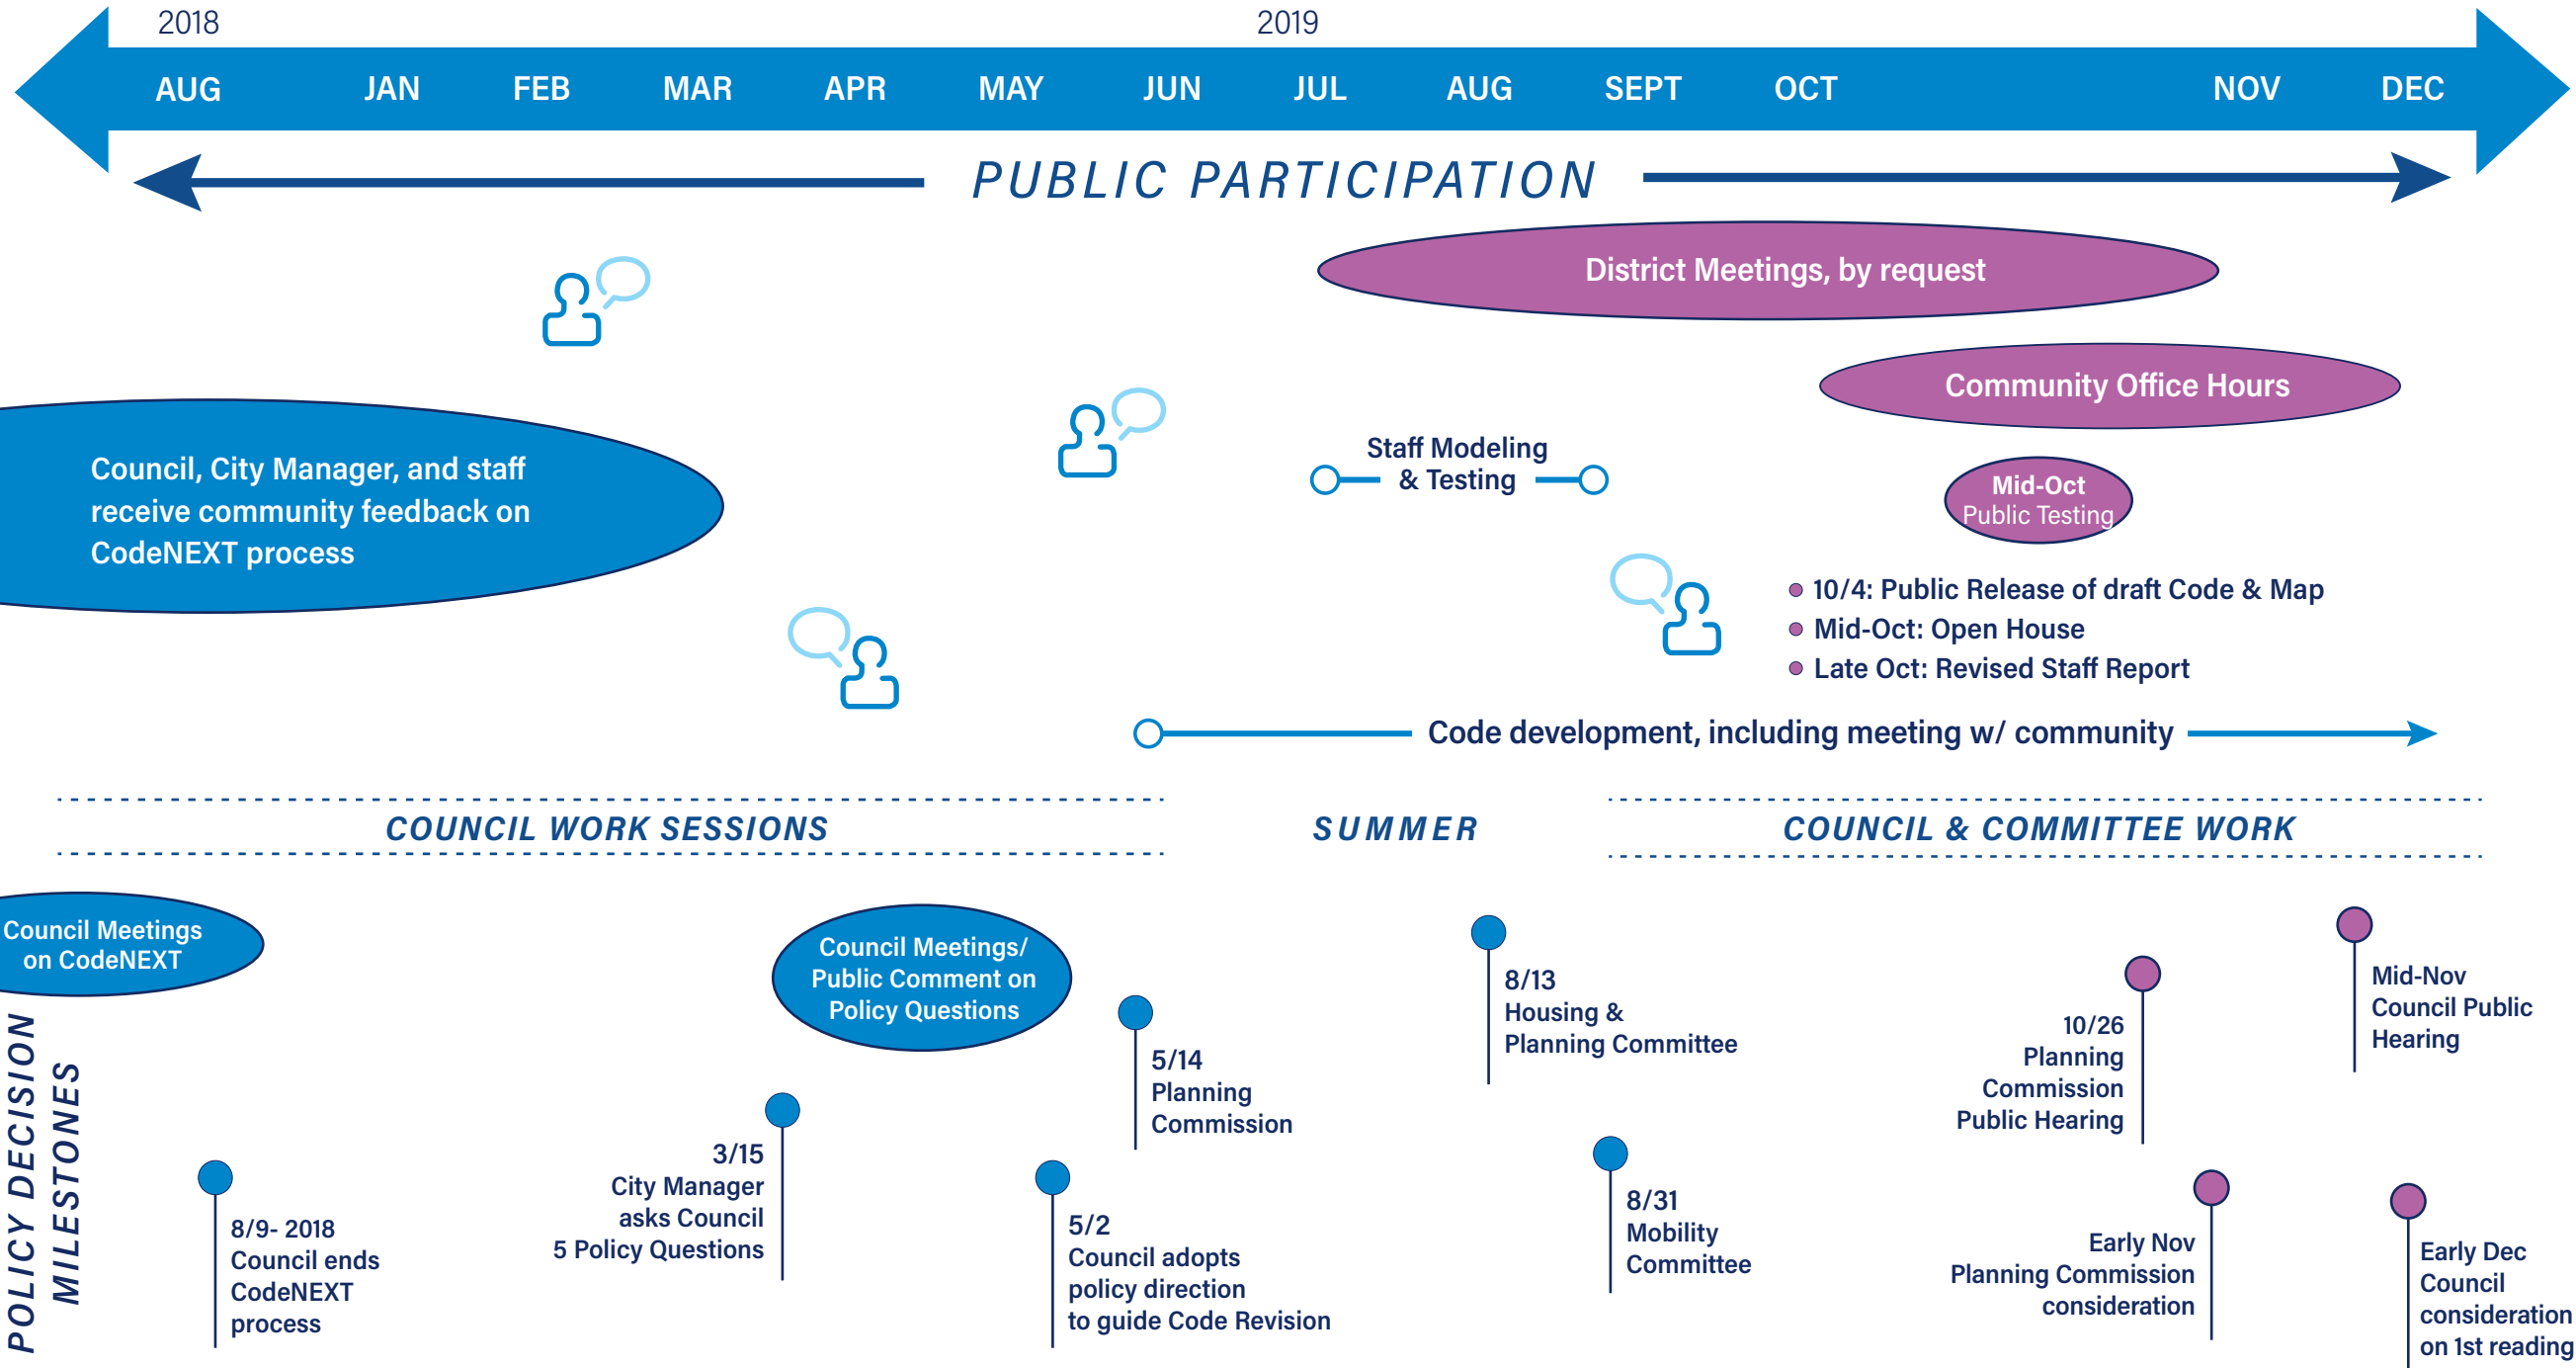 2018
2019
AUG JAN FEB MAR APR MAY JUN JUL AUG SEPT OCT NOV DEC
PUBLIC PARTICIPATION
District Meetings, by request
Community Office Hours
Council, City Manager, and staff
receive community feedback on
CodeNEXT process
Staff Modeling
& Testing
Mid-Oct
Public Testing
10/4: Public Release of draft Code & Map
Mid-Oct: Open House
Late Oct: Revised Staff Report
Code development, including meeting w/ community
COUNCIL WORK SESSIONS
SUMMER
COUNCIL & COMMITTEE WORK
POLICY DECISION
MILESTONES
Council Meetings
on CodeNEXT
8/9- 2018
Council ends
CodeNEXT
process
3/15
City Manager
asks Council
5 Policy Questions
Council Meetings/
Public Comment on
Policy Questions
5/2
Council adopts
policy direction
to guide Code Revision
5/14
Planning
Commission
8/13
Housing &
Planning Committee
8/31
Mobility
Committee
10/26
Planning
Commission
Public Hearing
Early Nov
Planning Commission
consideration
Mid-Nov
Council Public
Hearing
Early Dec
Council
consideration
on 1st reading